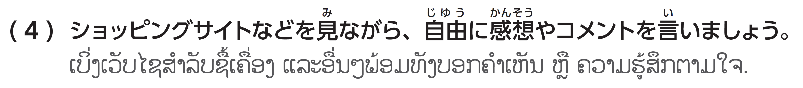 (4) ショッピングサイトなどを見ながら、自由に感想やコメントを言いましょう。
ເບິ່ງເວັບໄຊສຳລັບຊື້ເຄື່ອງ ແລະອື່ນໆພ້ອມທັງບອກຄຳເຫັນ ຫຼື ຄວາມຮູ້ສຶກຕາມໃຈ.